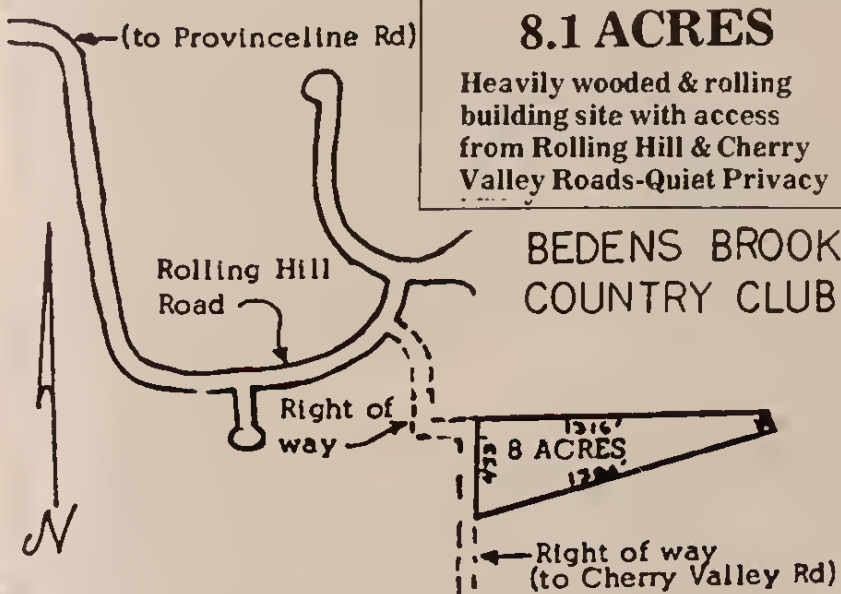 (to Provinceline Rd)
8.1 ACRES
Heavily wooded & rolling
building site with access
from Rolling Hill & Cherry
Valley Roads-Quiet Privacy
BEDENS BROOK
COUNTRY CLUB
Rolling Hill
Road
Right of
way
1316'
8 ACRES
N
Right of way
(to Cherry Valley Rd)